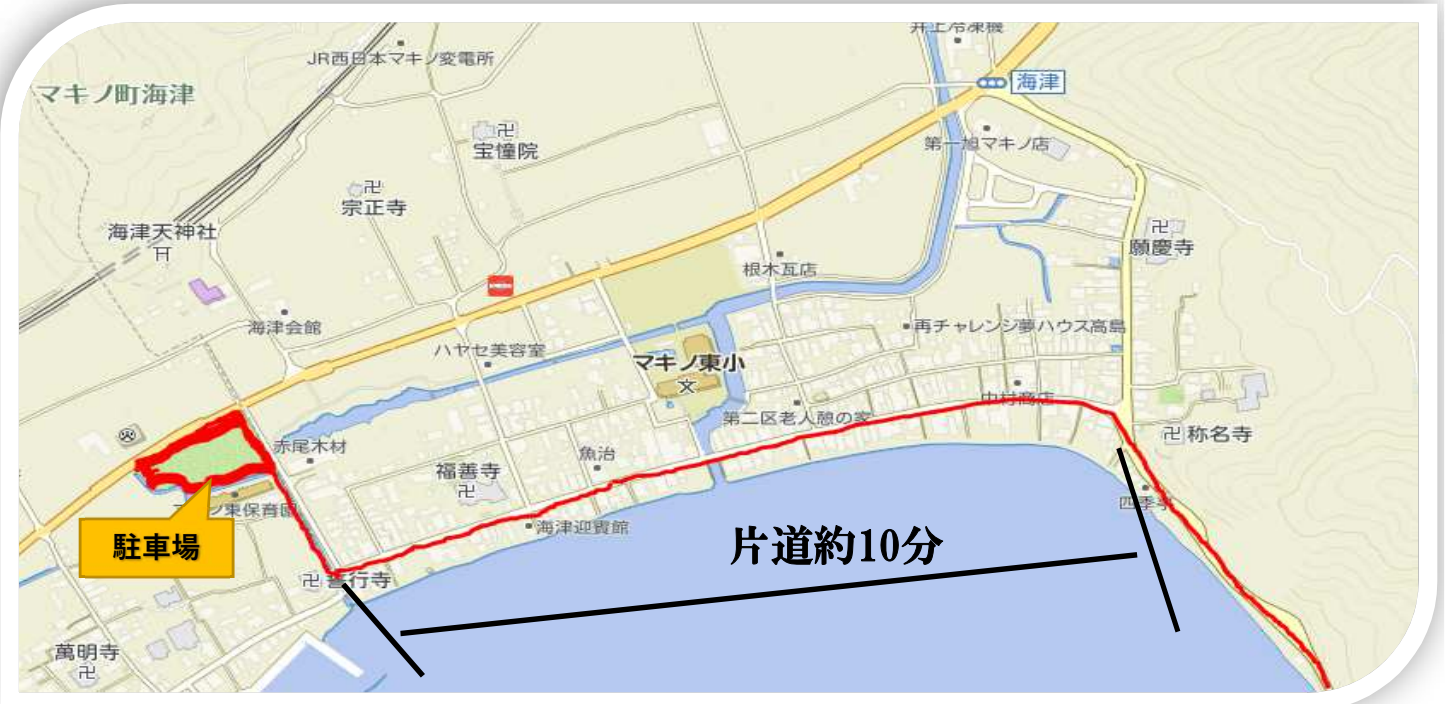 井上冷凍機
JR西日本マキノ変電所
海津
マキノ町海津
宝憧院
第一旭マキノ店
宗正寺
海津天神社
願慶寺
根木瓦店
海津会館
再チャレンジ夢ハウス高島
ハヤセ美容室
マキノ東小
文
中村商店
第二区老人憩の家
赤尾木材
魚治
称名寺
福善寺
四季亭
海津迎賓館
駐車場
片道約10分
善行寺
萬明寺